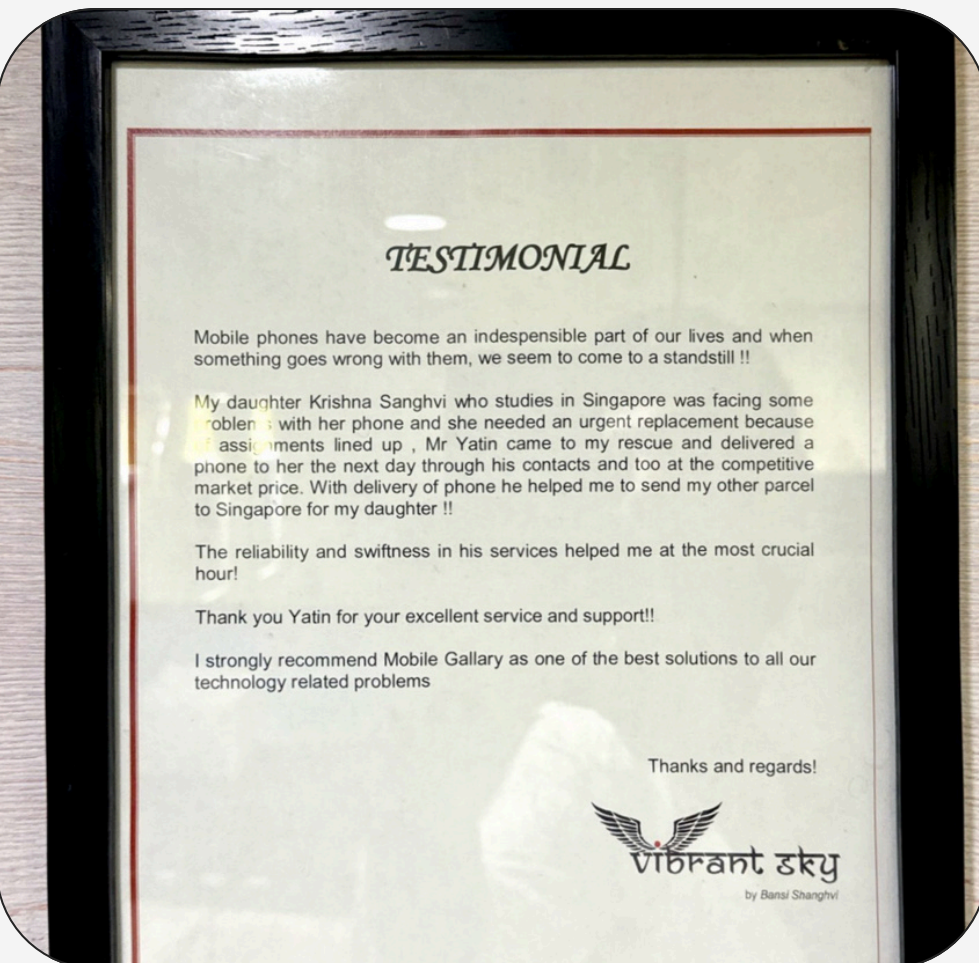 TESTIMONIAL
Mobile phones have become an indespensible part of our lives and when
something goes wrong with them, we seem to come to a standstill !!
My daughter Krishna Sanghvi who studies in Singapore was facing some
problems with her phone and she needed an urgent replacement because
of assignments lined up , Mr Yatin came to my rescue and delivered a
phone to her the next day through his contacts and too at the competitive
market price. With delivery of phone he helped me to send my other parcel
to Singapore for my daughter !!
The reliability and swiftness in his services helped me at the most crucial
hour!
Thank you Yatin for your excellent service and support!!
I strongly recommend Mobile Gallary as one of the best solutions to all our
technology related problems
Thanks and regards!
vibrant sky
by Bansi Shanghvi